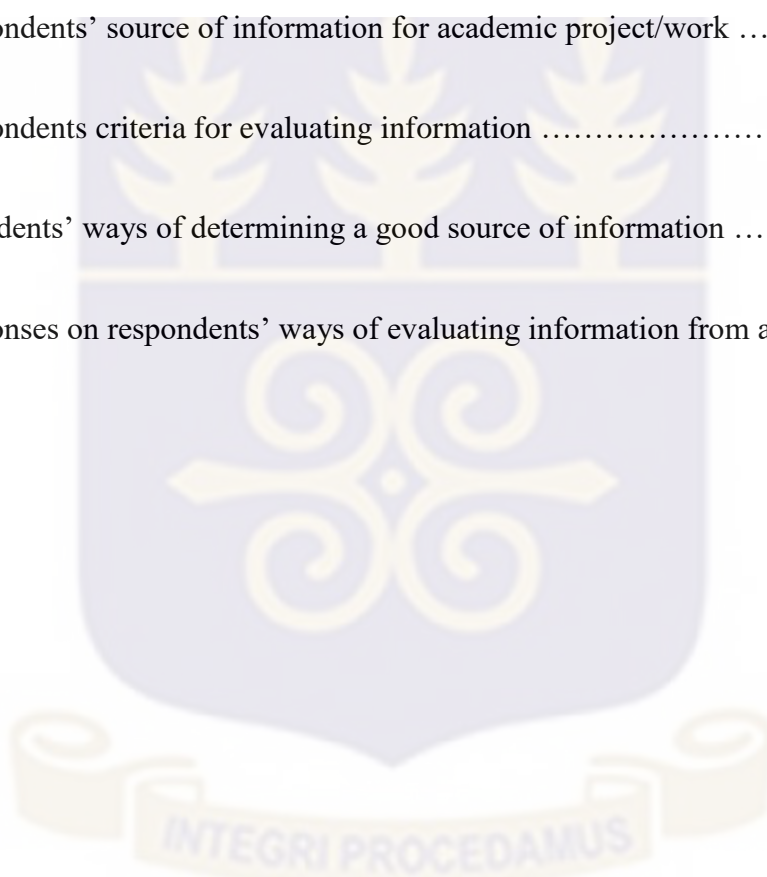 ondents’ source of information for academic project/work …
ondents criteria for evaluating information …………………
dents’ ways of determining a good source of information …
onses on respondents’ ways of evaluating information from a
INTEGRI PROCEDAMUS